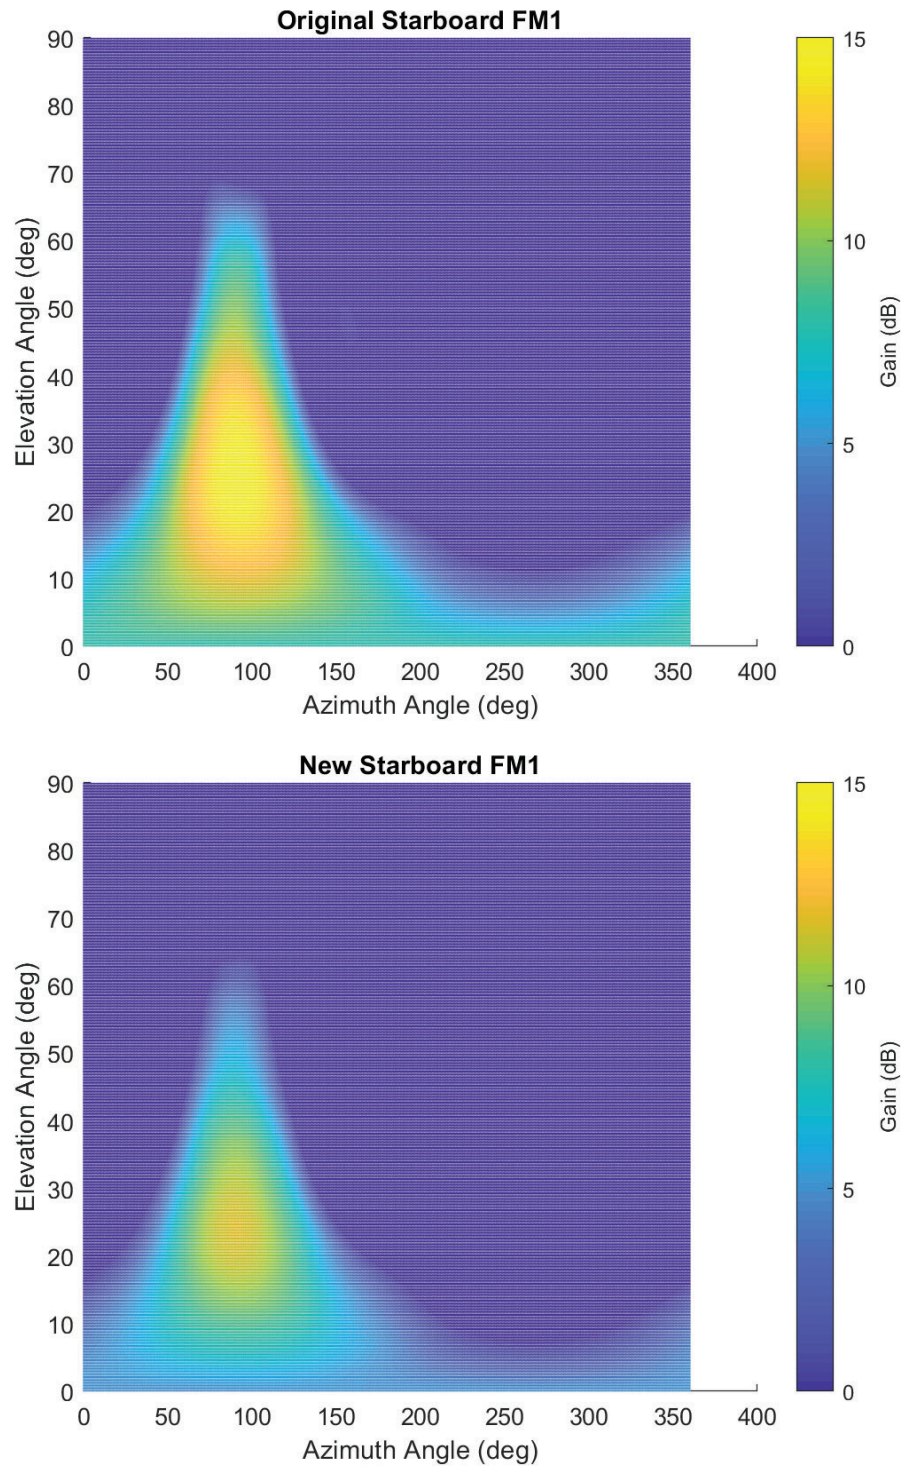 Original Starboard FM1
90
80
70
60
50
40
30
20
10
0
Elevation Angle (deg)
0 50 100 150 200 250 300 350 400
Azimuth Angle (deg)
15
10
5
0
Gain (dB)
New Starboard FM1
90
80
70
60
50
40
30
20
10
0
Elevation Angle (deg)
0 50 100 150 200 250 300 350 400
Azimuth Angle (deg)
15
10
5
0
Gain (dB)